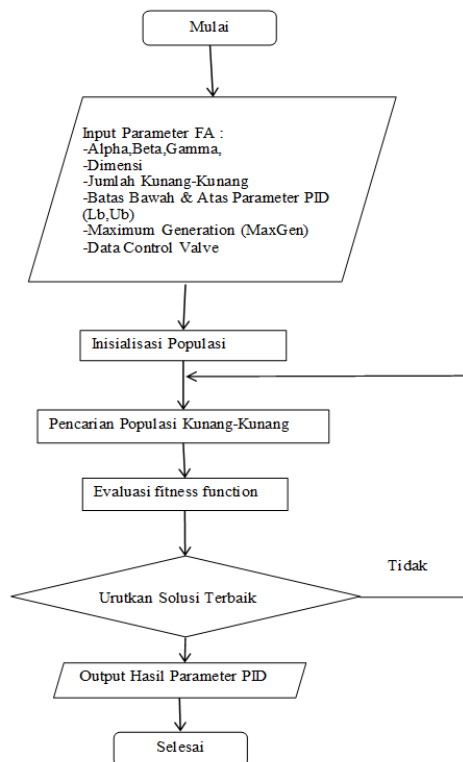 Mulai
Input Parameter FA :
-Alpha,Beta,Gamma,
-Dimensi
-Jumlah Kunang-Kunang
-Batas Bawah & Atas Parameter PID
(Lb,Ub)
-Maximum Generation (MaxGen)
-Data Control Valve
Inisialisasi Populasi
Pencarian Populasi Kunang-Kunang
Evaluasi fitness function
Urutkan Solusi Terbaik
Tidak
Output Hasil Parameter PID
Selesai